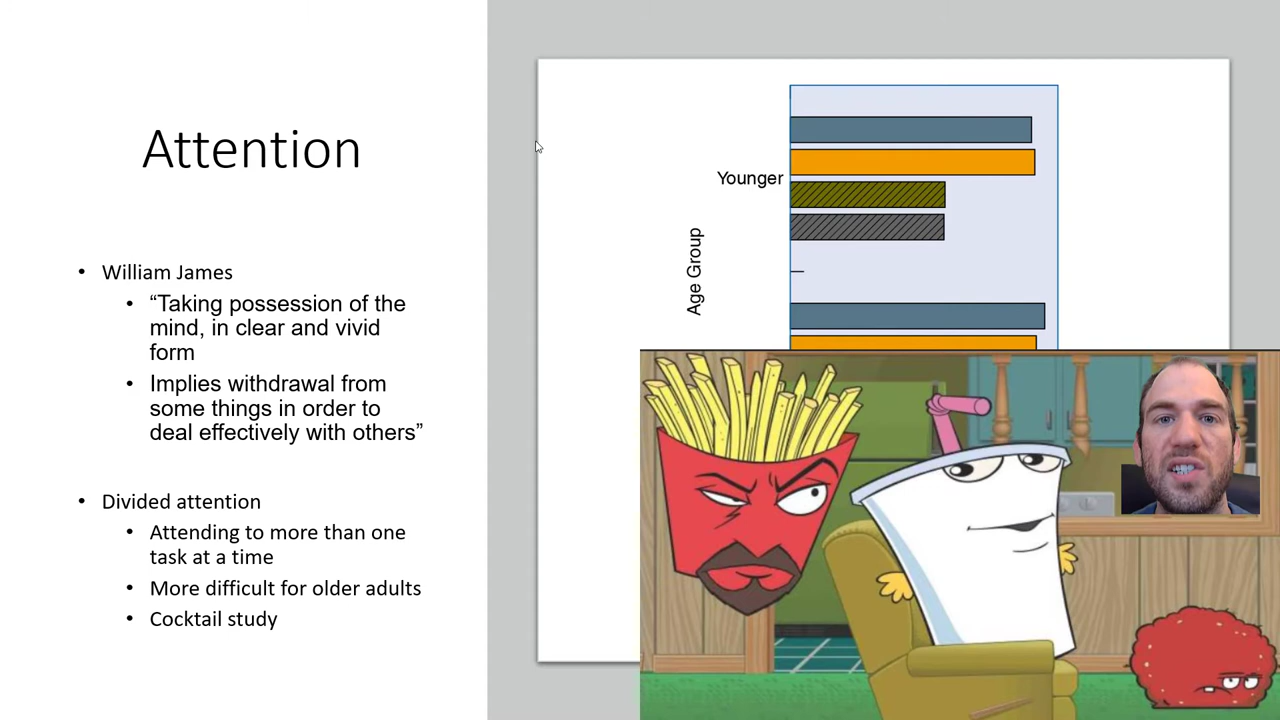 Attention
• William James
• “Taking possession of the
mind, in clear and vivid
form
• Implies withdrawal from
some things in order to
deal effectively with others”
• Divided attention
• Attending to more than one
task at a time
• More difficult for older adults
• Cocktail study
Younger
Age Group